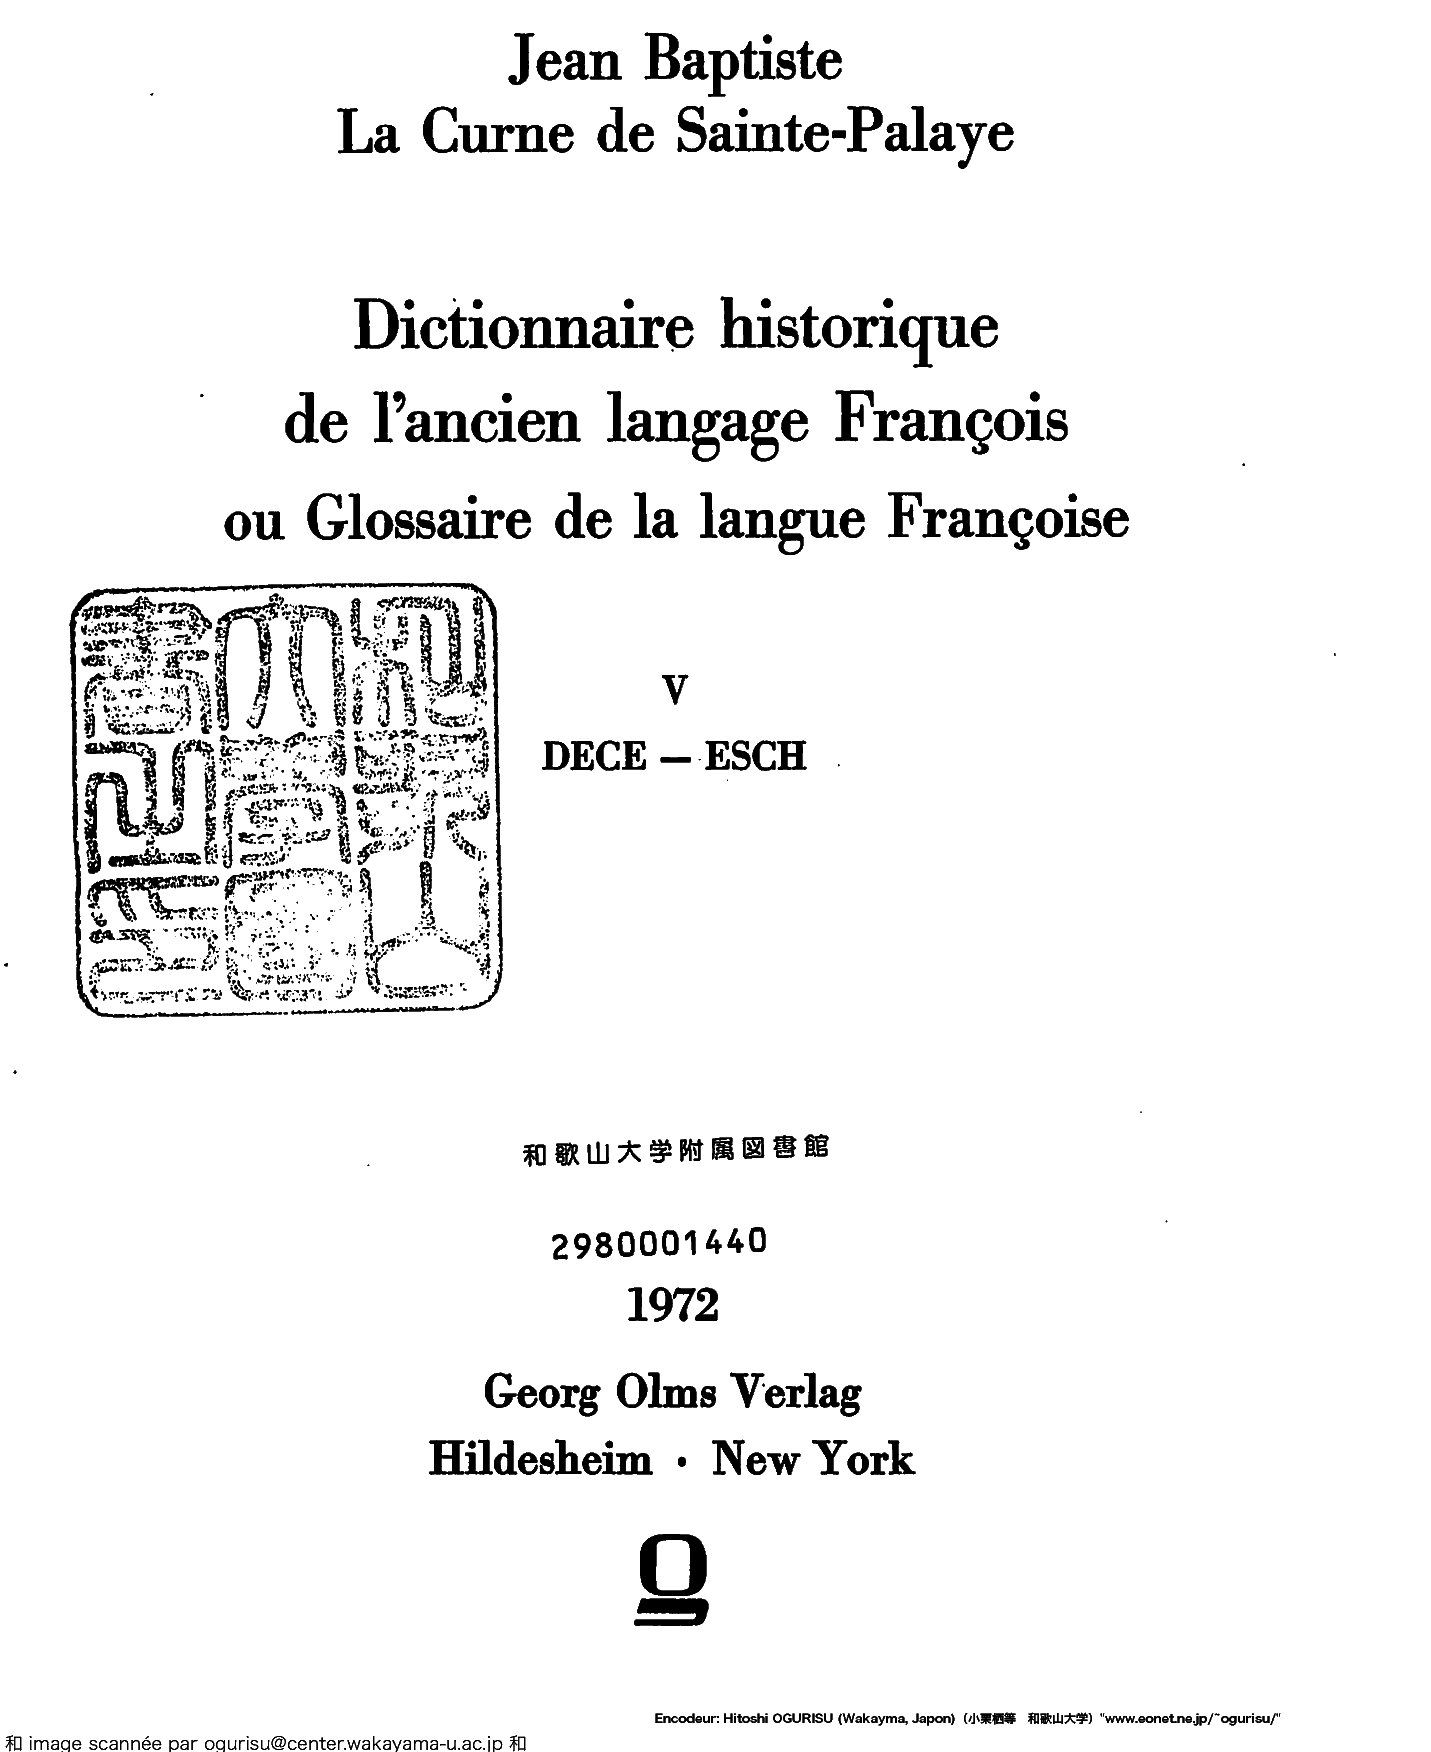 Jean Baptiste
La Curne de Sainte-Palaye
Dictionnaire historique
de l'ancien langage François
ou Glossaire de la langue Françoise
V
DECE — ESCH
和歌山大学附属図書館
2980001440
1972
Georg Olms Verlag
Hildesheim · New York
Encodeur: Hitoshi OGURISU (Wakayma, Japon)（小栗栖等　和歌山大学）"www.eonet.ne.jp/~ogurisu/"
和 image scannée par ogurisu@center.wakayama-u.ac.jp 和